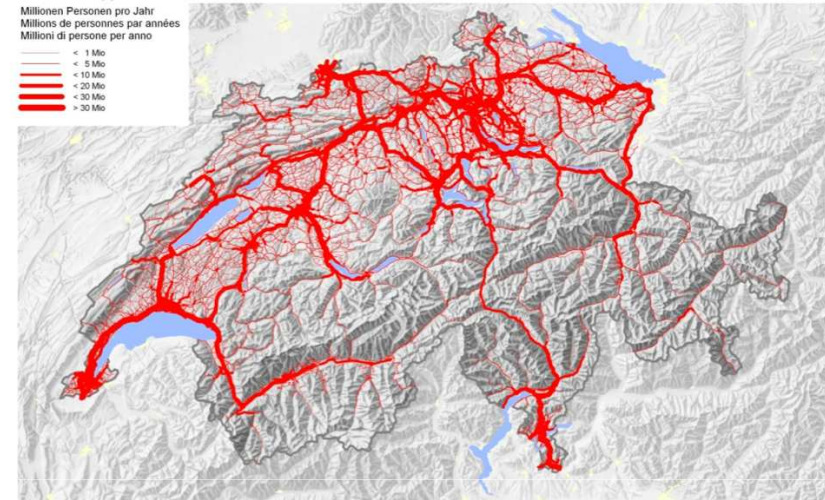 Millionen Personen pro Jahr
Millions de personnes par années
Millioni di persone per anno
< 1 Mio
< 5 Mio
< 10 Mio
< 20 Mio
< 30 Mio
> 30 Mio